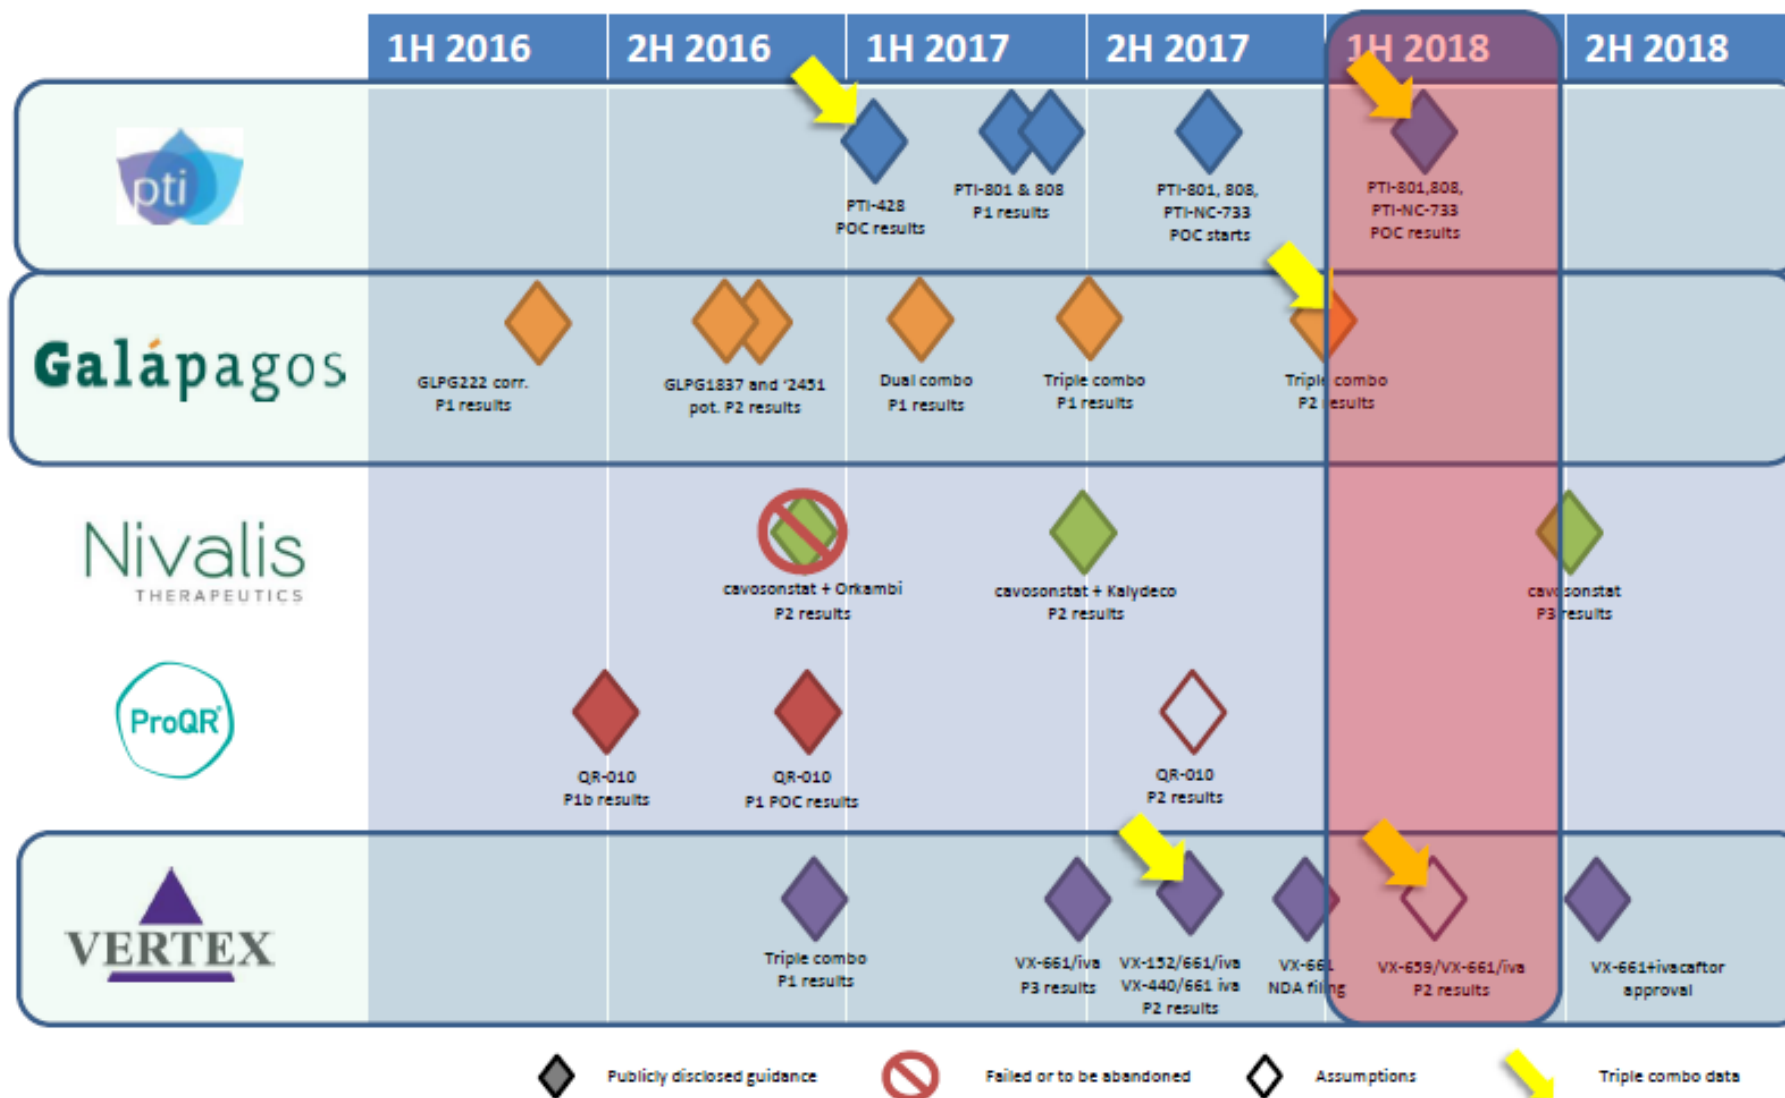 1H 2016
2H 2016
1H 2017
2H 2017
1H 2018
2H 2018
pti
PTI-428
POC results
PTI-801 & 808
P1 results
PTI-801, 808,
PTI-NC-733
POC starts
PTI-801,808,
PTI-NC-733
POC results
Galápagos
GLPG222 corr.
P1 results
GLPG1837 and '2451
pot. P2 results
Dual combo
P1 results
Triple combo
P1 results
Triple combo
P2 results
Nivalis
THERAPEUTICS
cavosonstat + Orkambi
P2 results
cavosonstat + Kalydeco
P2 results
cavosonstat
P3 results
ProQR
QR-010
P1b results
QR-010
P1 POC results
QR-010
P2 results
VERTEX
Triple combo
P1 results
VX-661/iva
P3 results
VX-152/661/iva
VX-440/661 iva
P2 results
VX-661
NDA filing
VX-659/VX-661/iva
P2 results
VX-661+ivacaftor
approval
Publicly disclosed guidance
Failed or to be abandoned
Assumptions
Triple combo data